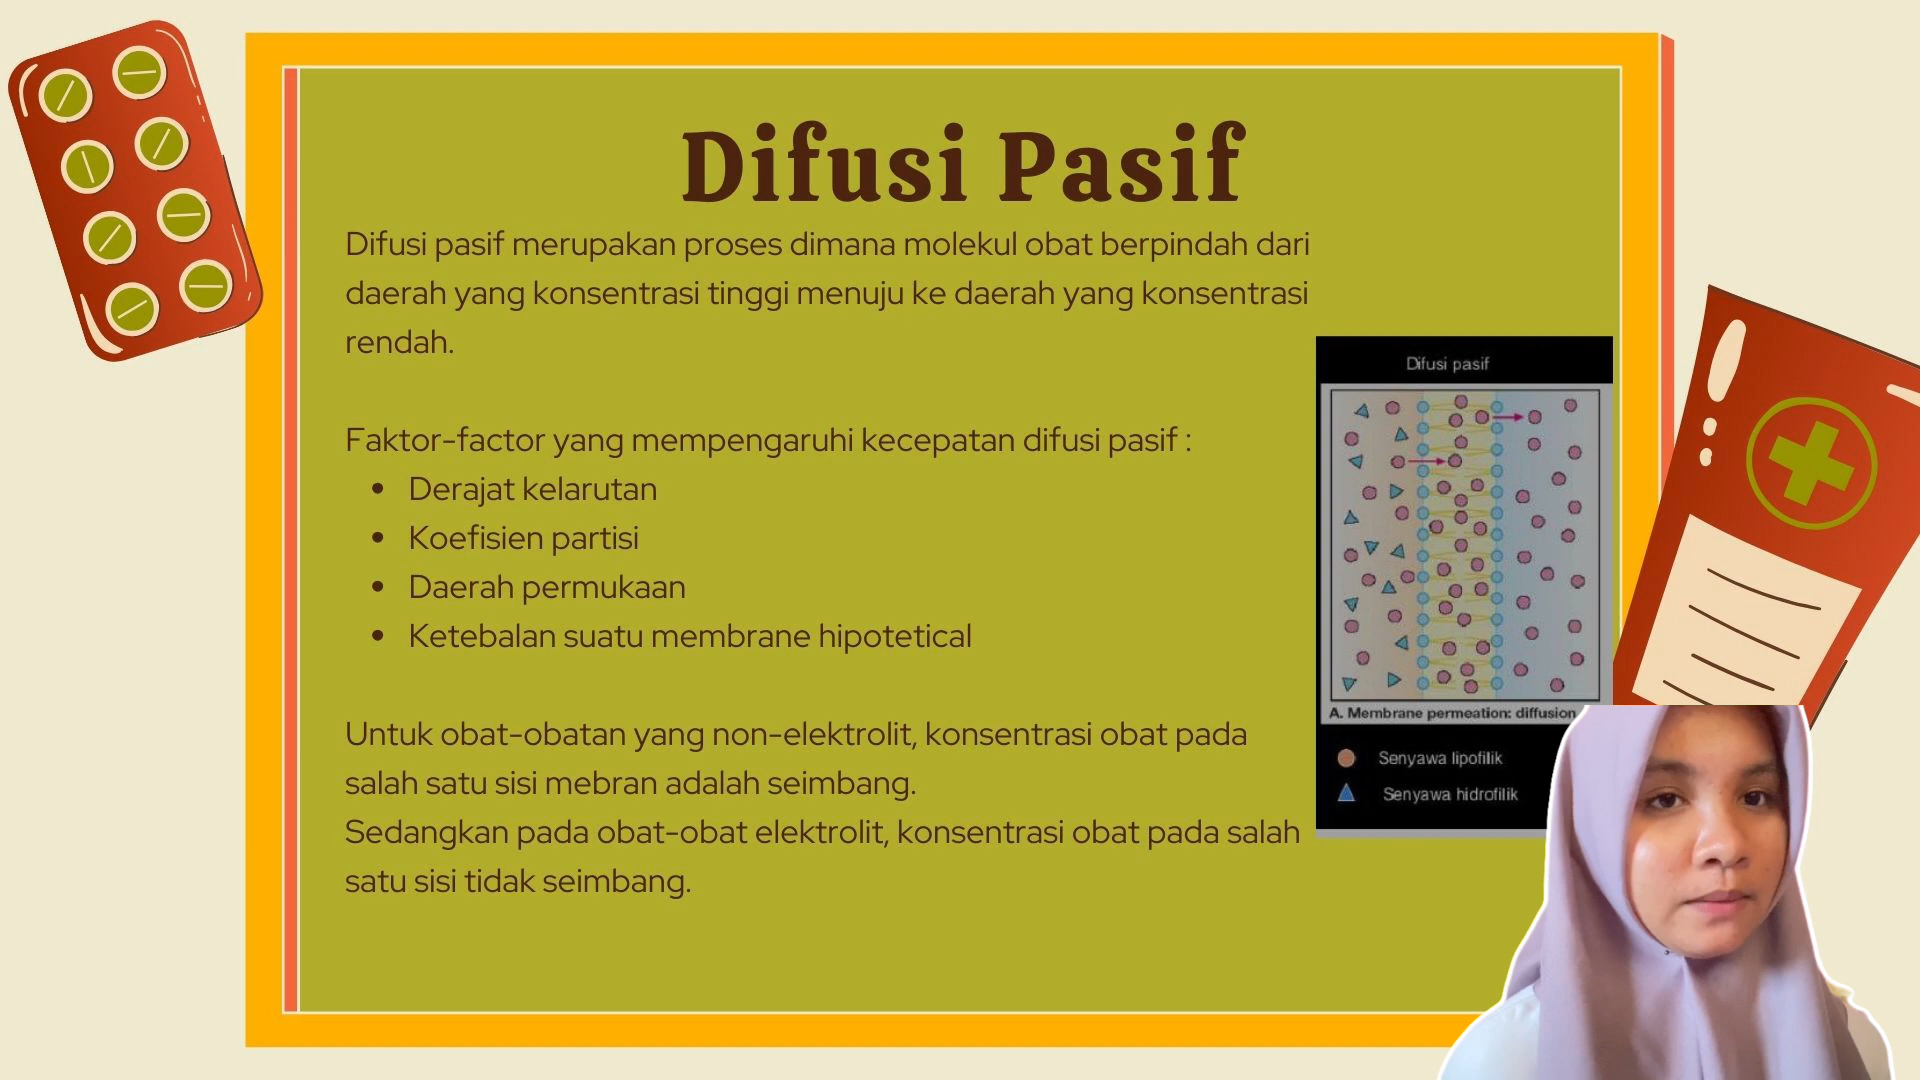 Difusi Pasif
Difusi pasif merupakan proses dimana molekul obat berpindah dari
daerah yang konsentrasi tinggi menuju ke daerah yang konsentrasi
rendah.
Faktor-factor yang mempengaruhi kecepatan difusi pasif :
• Derajat kelarutan
• Koefisien partisi
• Daerah permukaan
• Ketebalan suatu membrane hipotetical
Untuk obat-obatan yang non-elektrolit, konsentrasi obat pada
salah satu sisi mebran adalah seimbang.
Sedangkan pada obat-obat elektrolit, konsentrasi obat pada salah
satu sisi tidak seimbang.
Difusi pasif
A. Membrane permeation: diffusion
Senyawa lipofilik
Senyawa hidrofilik